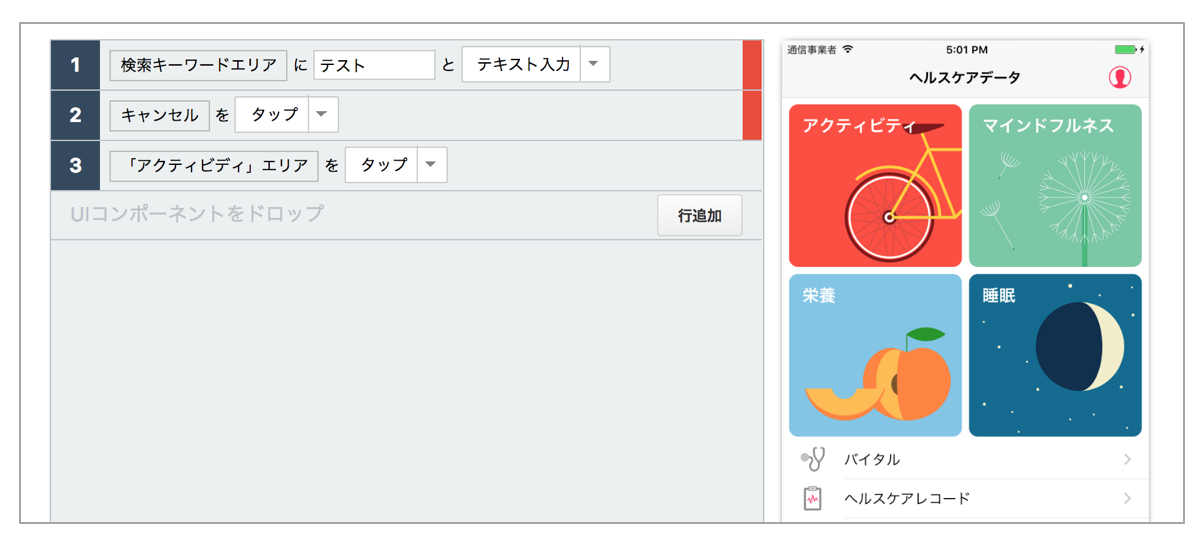 1 検索キーワードエリア に テスト と テキスト入力
2 キャンセル を タップ
3 「アクティビディ」エリア を タップ
UIコンポーネントをドロップ 行追加
通信事業者 5:01 PM
ヘルスケアデータ
アクティビティ マインドフルネス
栄養 睡眠
バイタル
ヘルスケアレコード